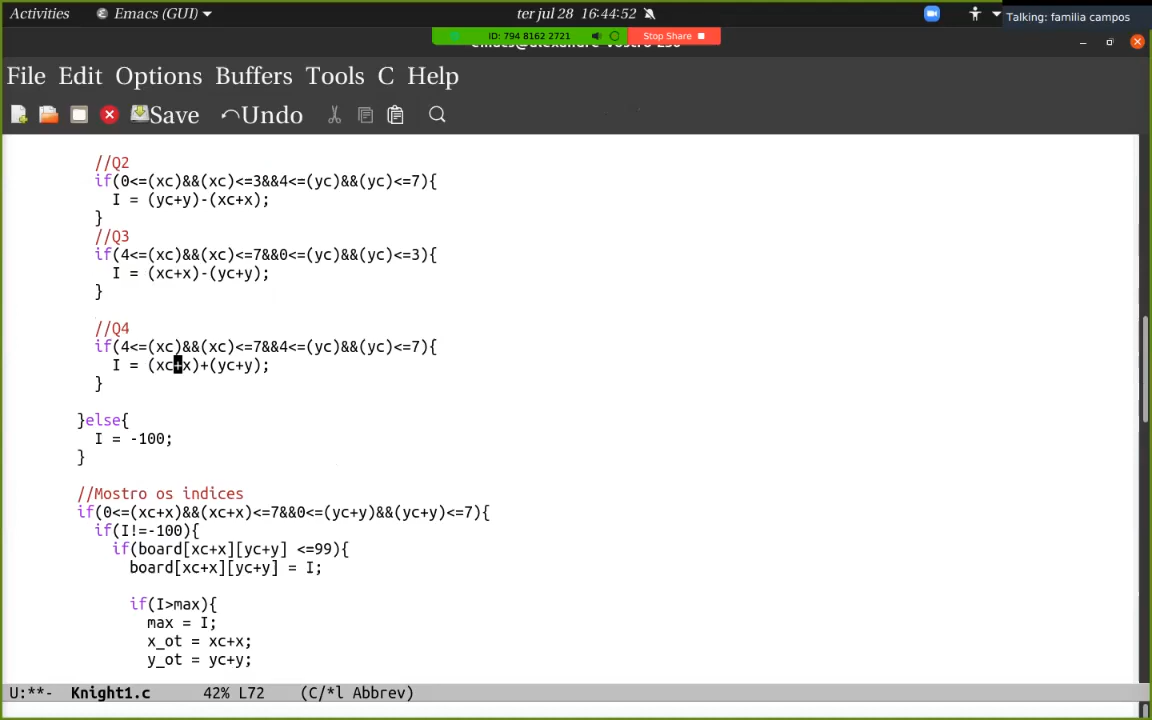 Activities Emacs (GUI) ter jul 28 16:44:52 Talking: familia campos
ID: 794 8162 2721 Stop Share
File Edit Options Buffers Tools C Help
Save Undo
//Q2
if(0<=(xc)&&(xc)<=3&&4<=(yc)&&(yc)<=7){
I = (yc+y)-(xc+x);
}
//Q3
if(4<=(xc)&&(xc)<=7&&0<=(yc)&&(yc)<=3){
I = (xc+x)-(yc+y);
}
//Q4
if(4<=(xc)&&(xc)<=7&&4<=(yc)&&(yc)<=7){
I = (xc+x)+(yc+y);
}
}else{
I = -100;
}
//Mostro os indices
if(0<=(xc+x)&&(xc+x)<=7&&0<=(yc+y)&&(yc+y)<=7){
if(I!=-100){
if(board[xc+x][yc+y] <=99){
board[xc+x][yc+y] = I;
if(I>max){
max = I;
x_ot = xc+x;
y_ot = yc+y;
U:**- Knight1.c 42% L72 (C/*l Abbrev)